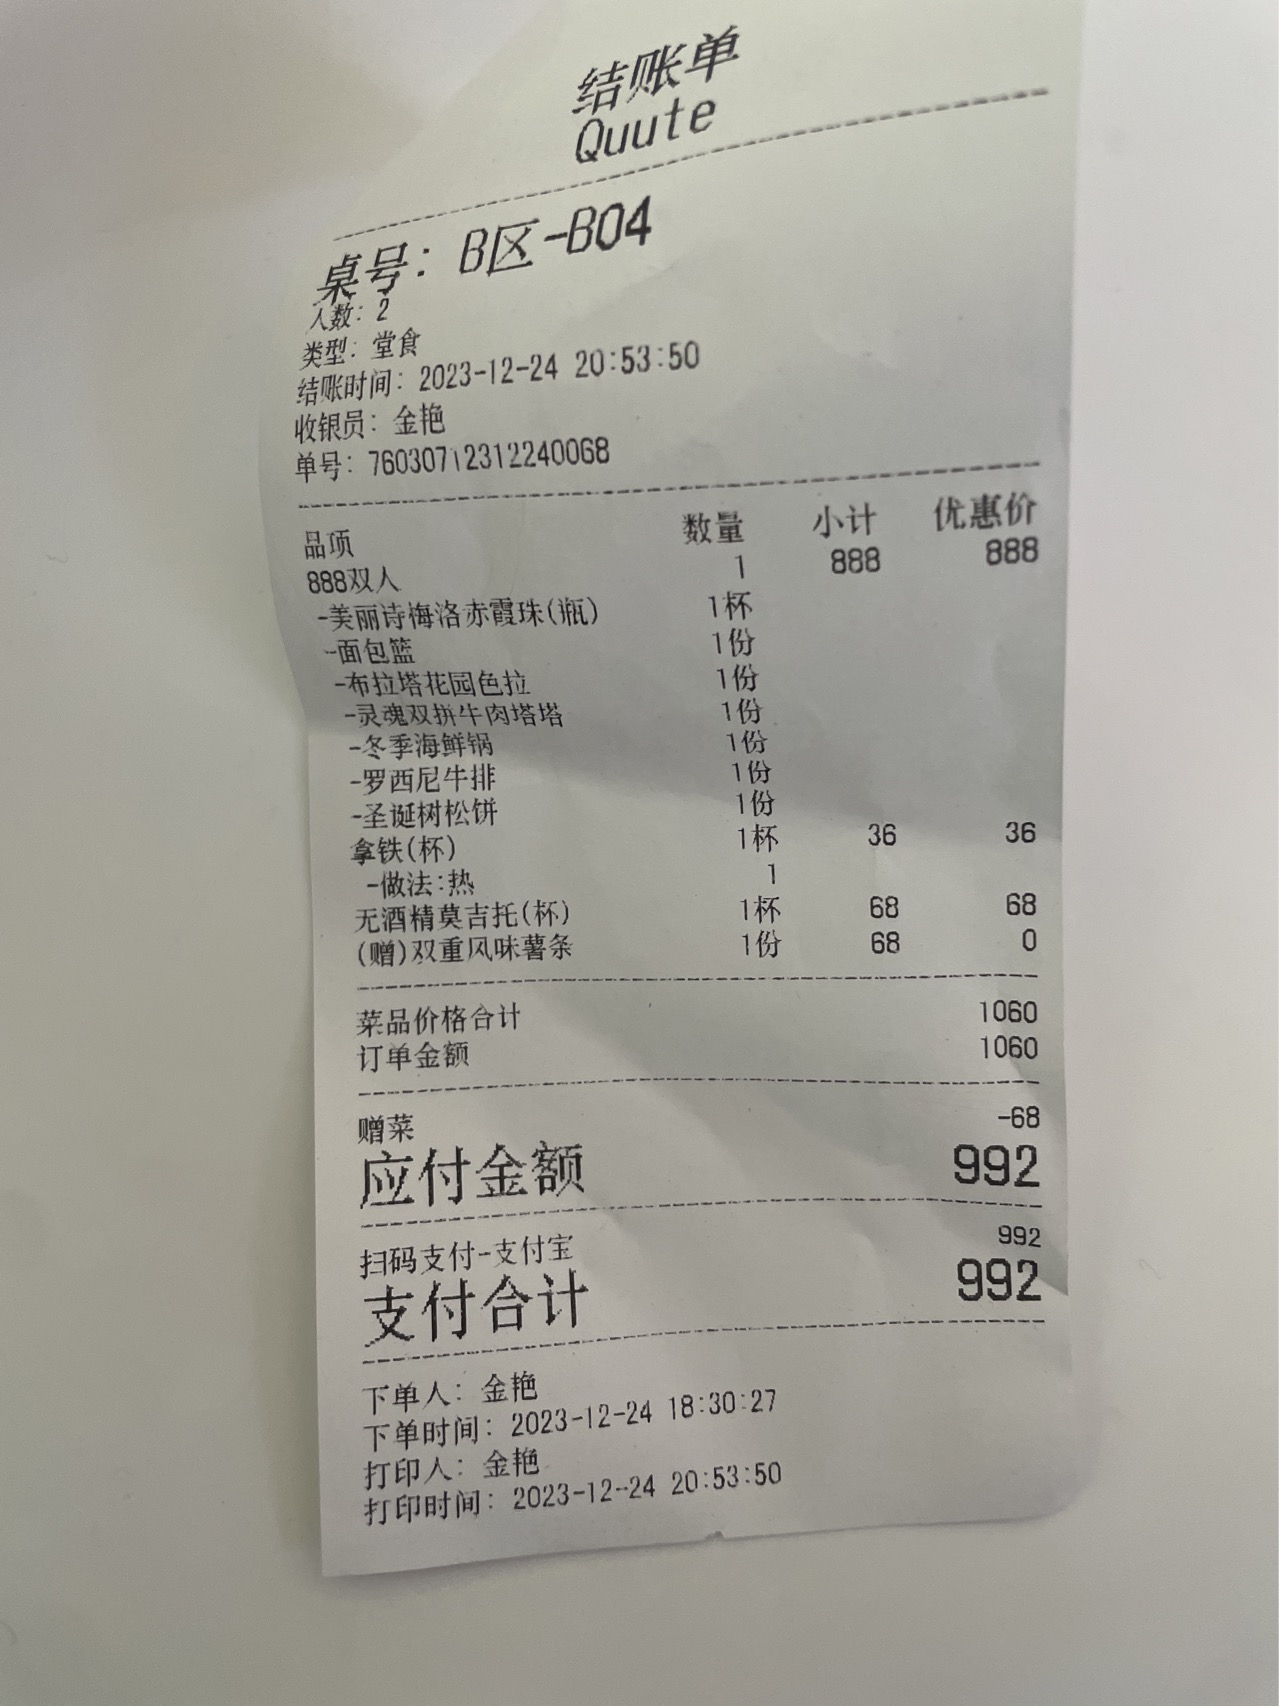 结账单
Quute
桌号: B区-B04
人数: 2
类型: 堂食
结账时间: 2023-12-24 20:53:50
收银员: 金艳
单号: 76030712312240068
品项 数量 小计 优惠价
888双人 1 888 888
-美丽诗梅洛赤霞珠(瓶) 1杯
-面包篮 1份
-布拉塔花园色拉 1份
-灵魂双拼牛肉塔塔 1份
-冬季海鲜锅 1份
-罗西尼牛排 1份
-圣诞树松饼 1份
拿铁(杯) 1杯 36 36
-做法:热 1
无酒精莫吉托(杯) 1杯 68 68
(赠)双重风味薯条 1份 68 0
菜品价格合计 1060
订单金额 1060
赠菜 -68
应付金额 992
扫码支付-支付宝 992
支付合计 992
下单人: 金艳
下单时间: 2023-12-24 18:30:27
打印人: 金艳
打印时间: 2023-12-24 20:53:50